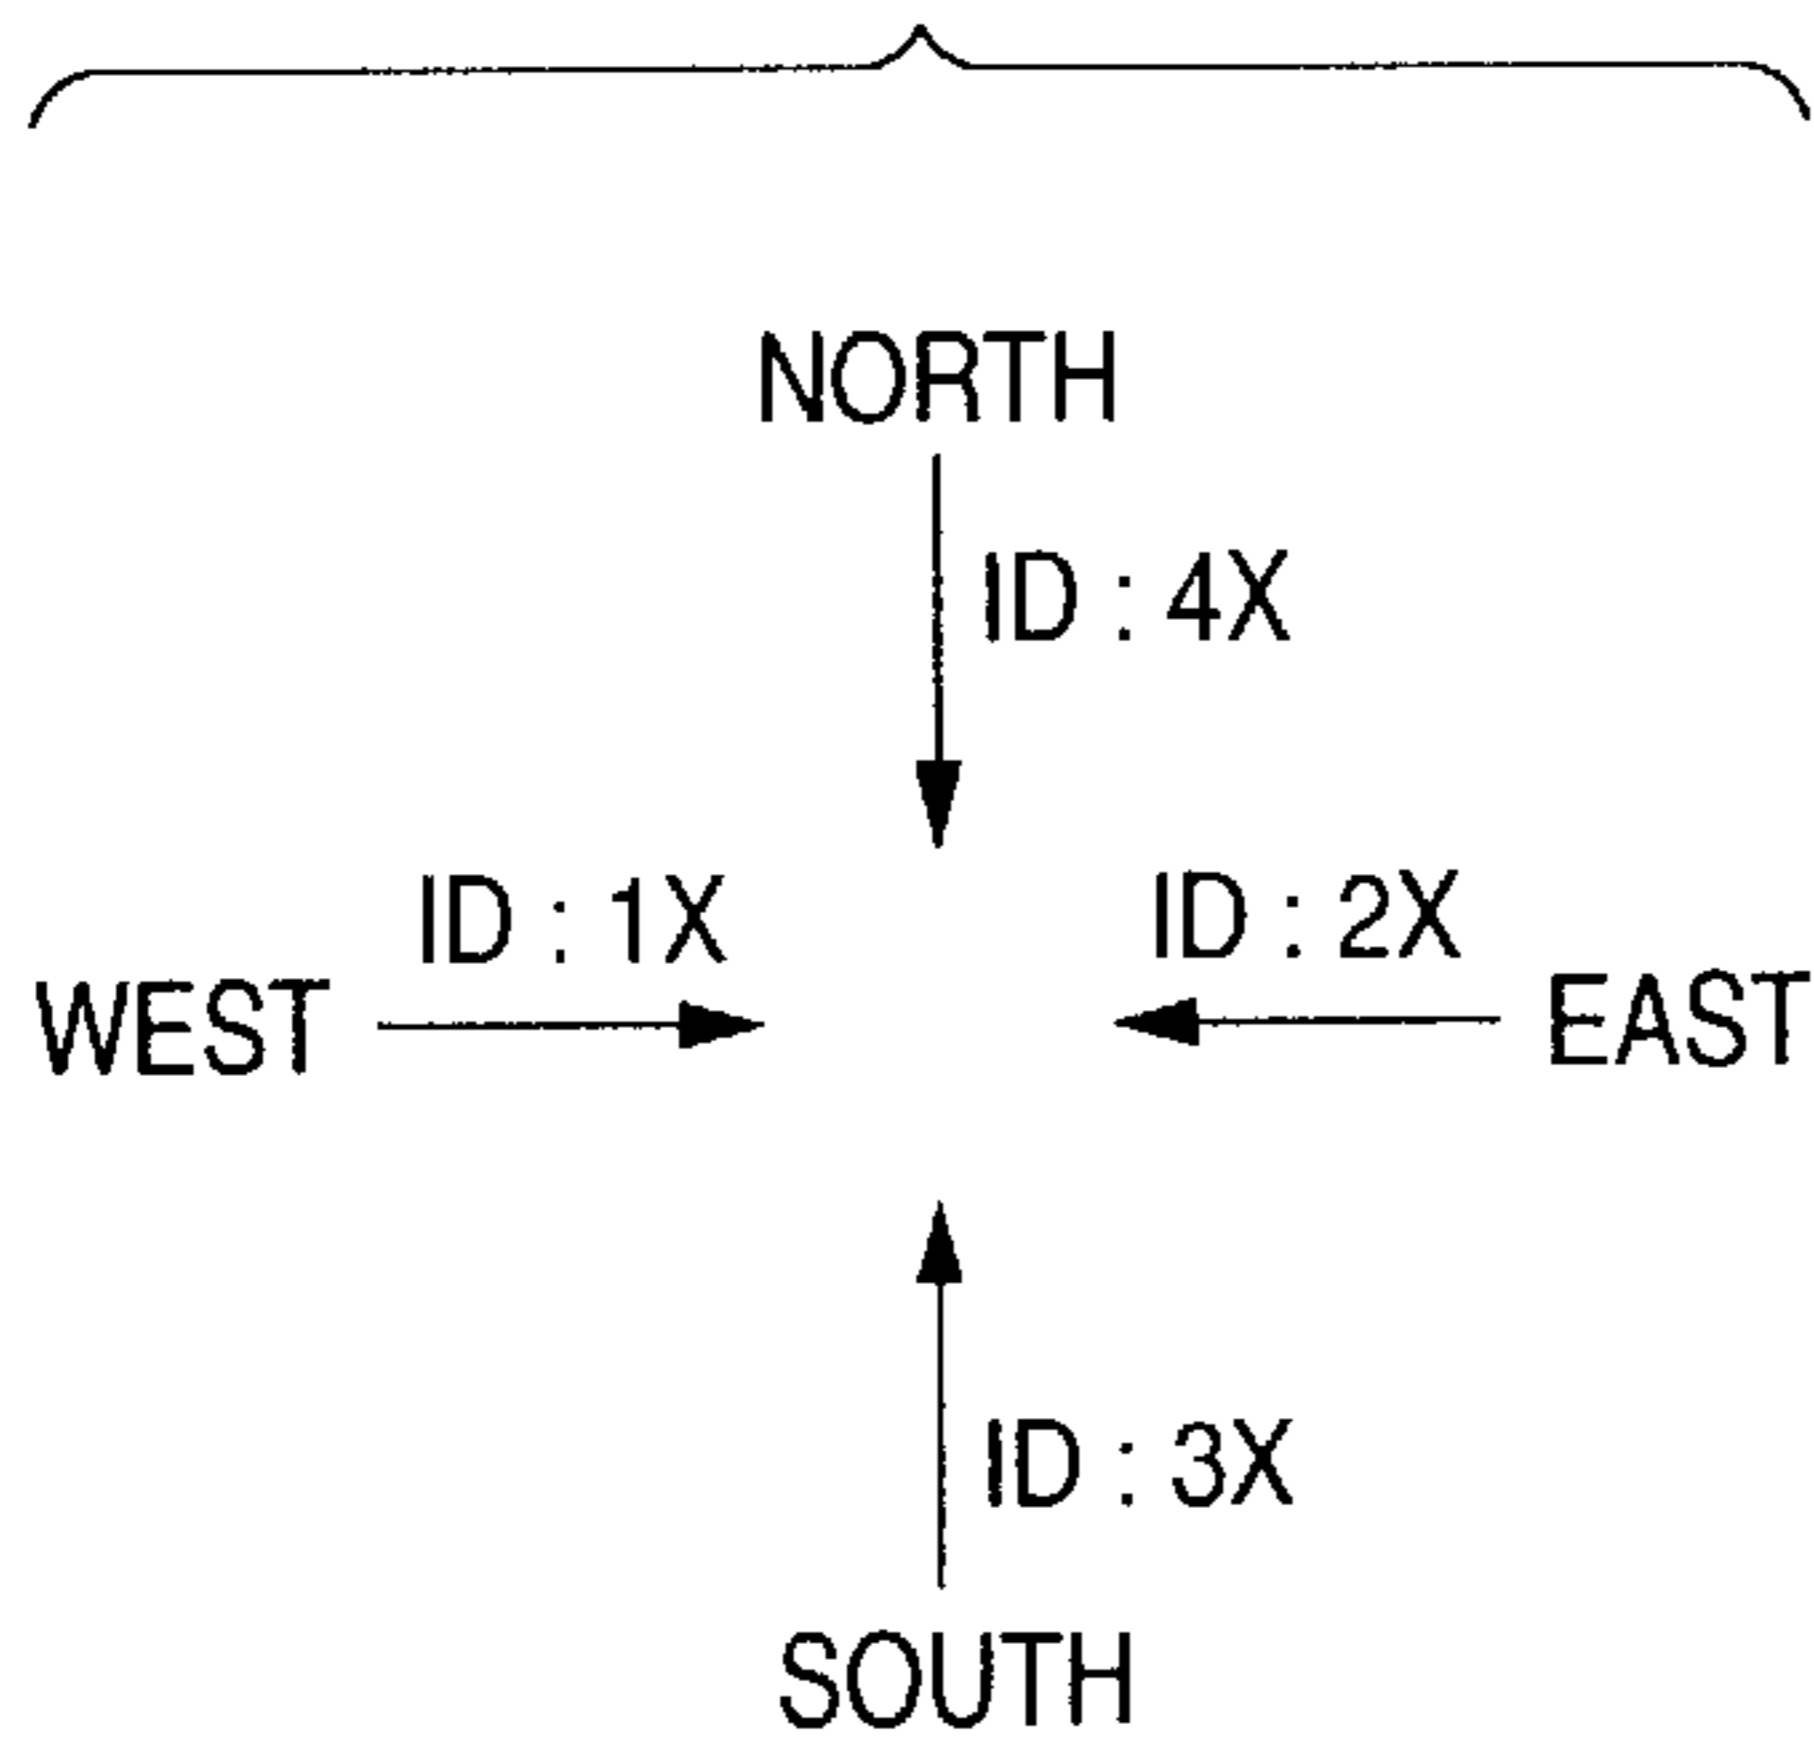 NORTH
ID : 4X
ID : 1X
ID : 2X
WEST
EAST
ID : 3X
SOUTH